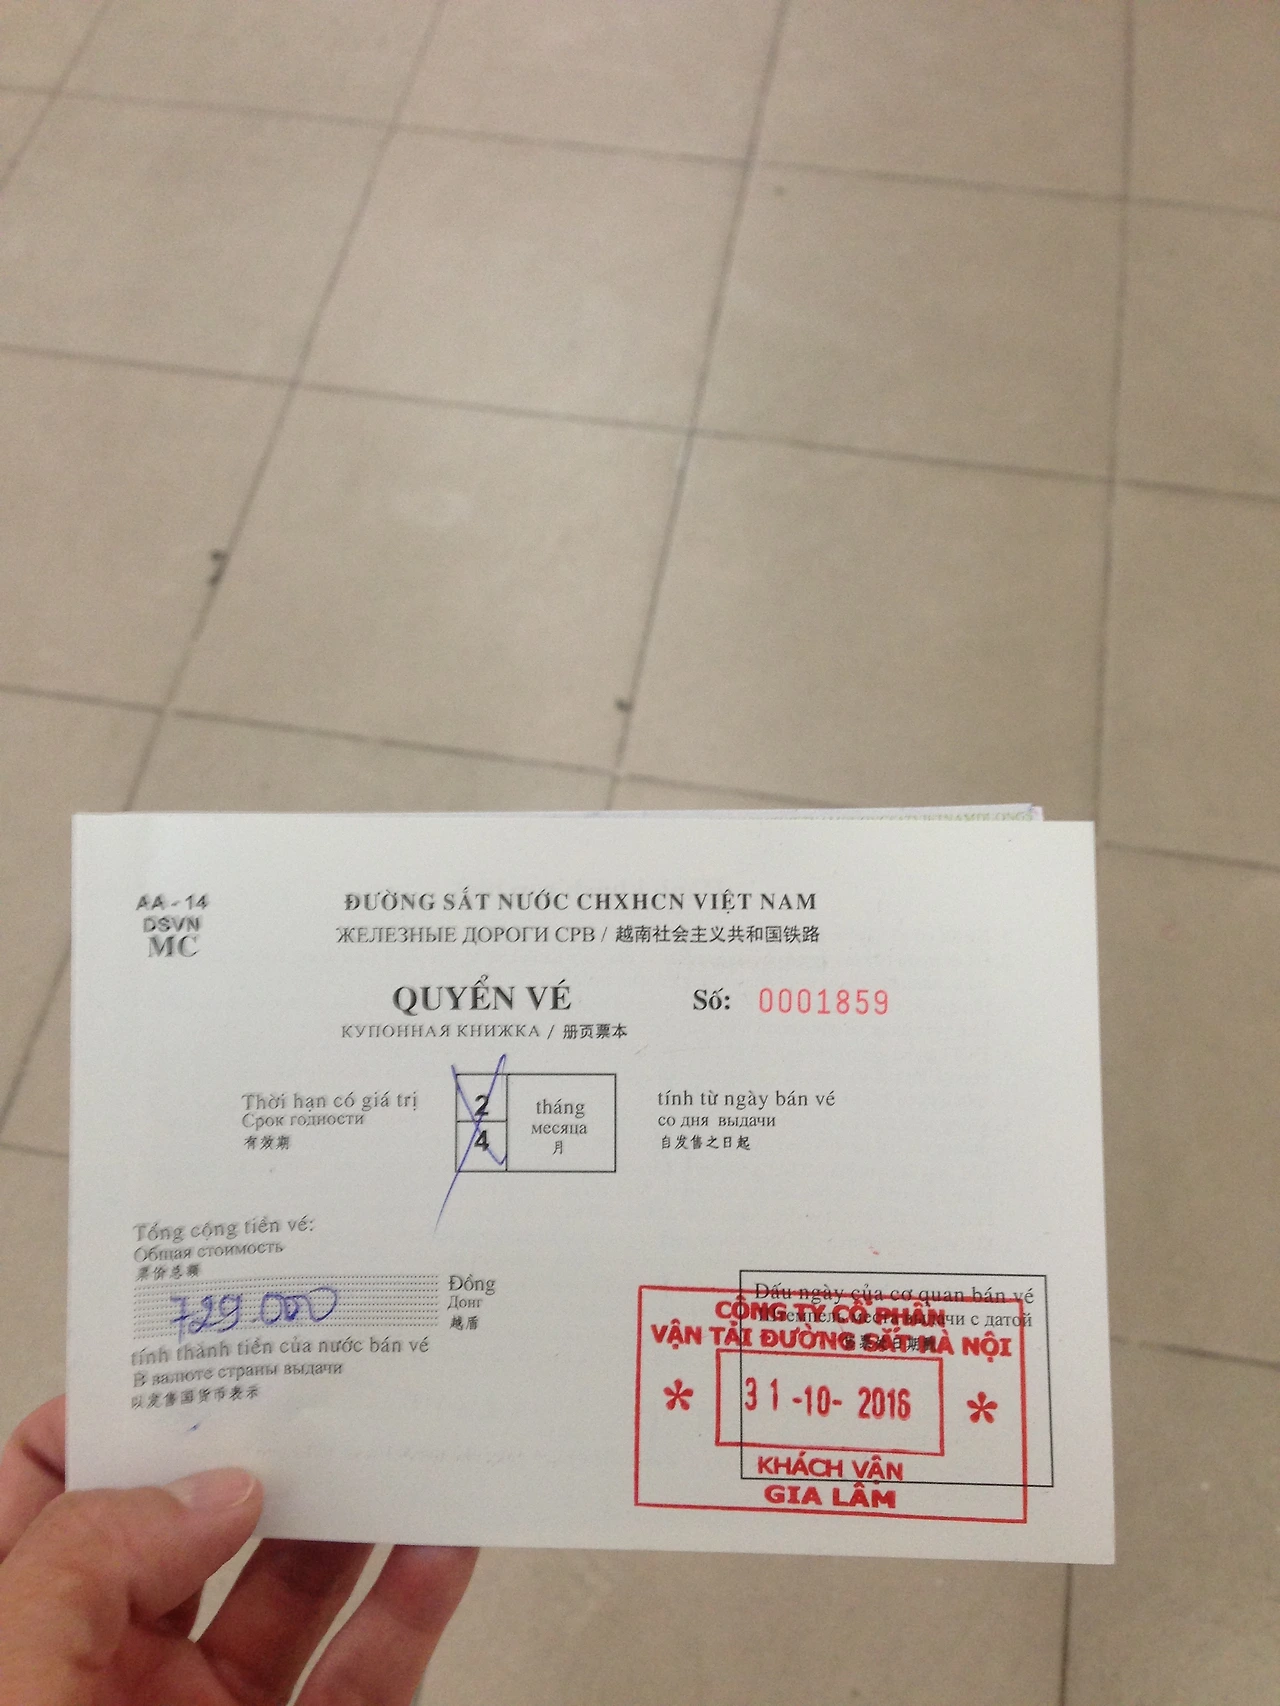 AA - 14
DSVN
MC
ĐƯỜNG SẮT NƯỚC CHXHCN VIỆT NAM
ЖЕЛЕЗНЫЕ ДОРОГИ СРВ / 越南社会主义共和国铁路
QUYỂN VÉ
Số: 0001859
КУПОННАЯ КНИЖКА / 册页票本
Thời hạn có giá trị
Срок годности
有效期
2
4
tháng
месяца
月
tính từ ngày bán vé
со дня выдачи
自发售之日起
Tổng cộng tiền vé:
Общая стоимость
票价总额
729.000
Đồng
Донг
越盾
tính thành tiền của nước bán vé
В валюте страны выдачи
以发售国货币表示
Dấu ngày của cơ quan bán vé
Штемпель места выдачи с датой
CÔNG TY CỔ PHẦN
VẬN TẢI ĐƯỜNG SẮT HÀ NỘI
* 31-10-2016 *
KHÁCH VẬN
GIA LÂM